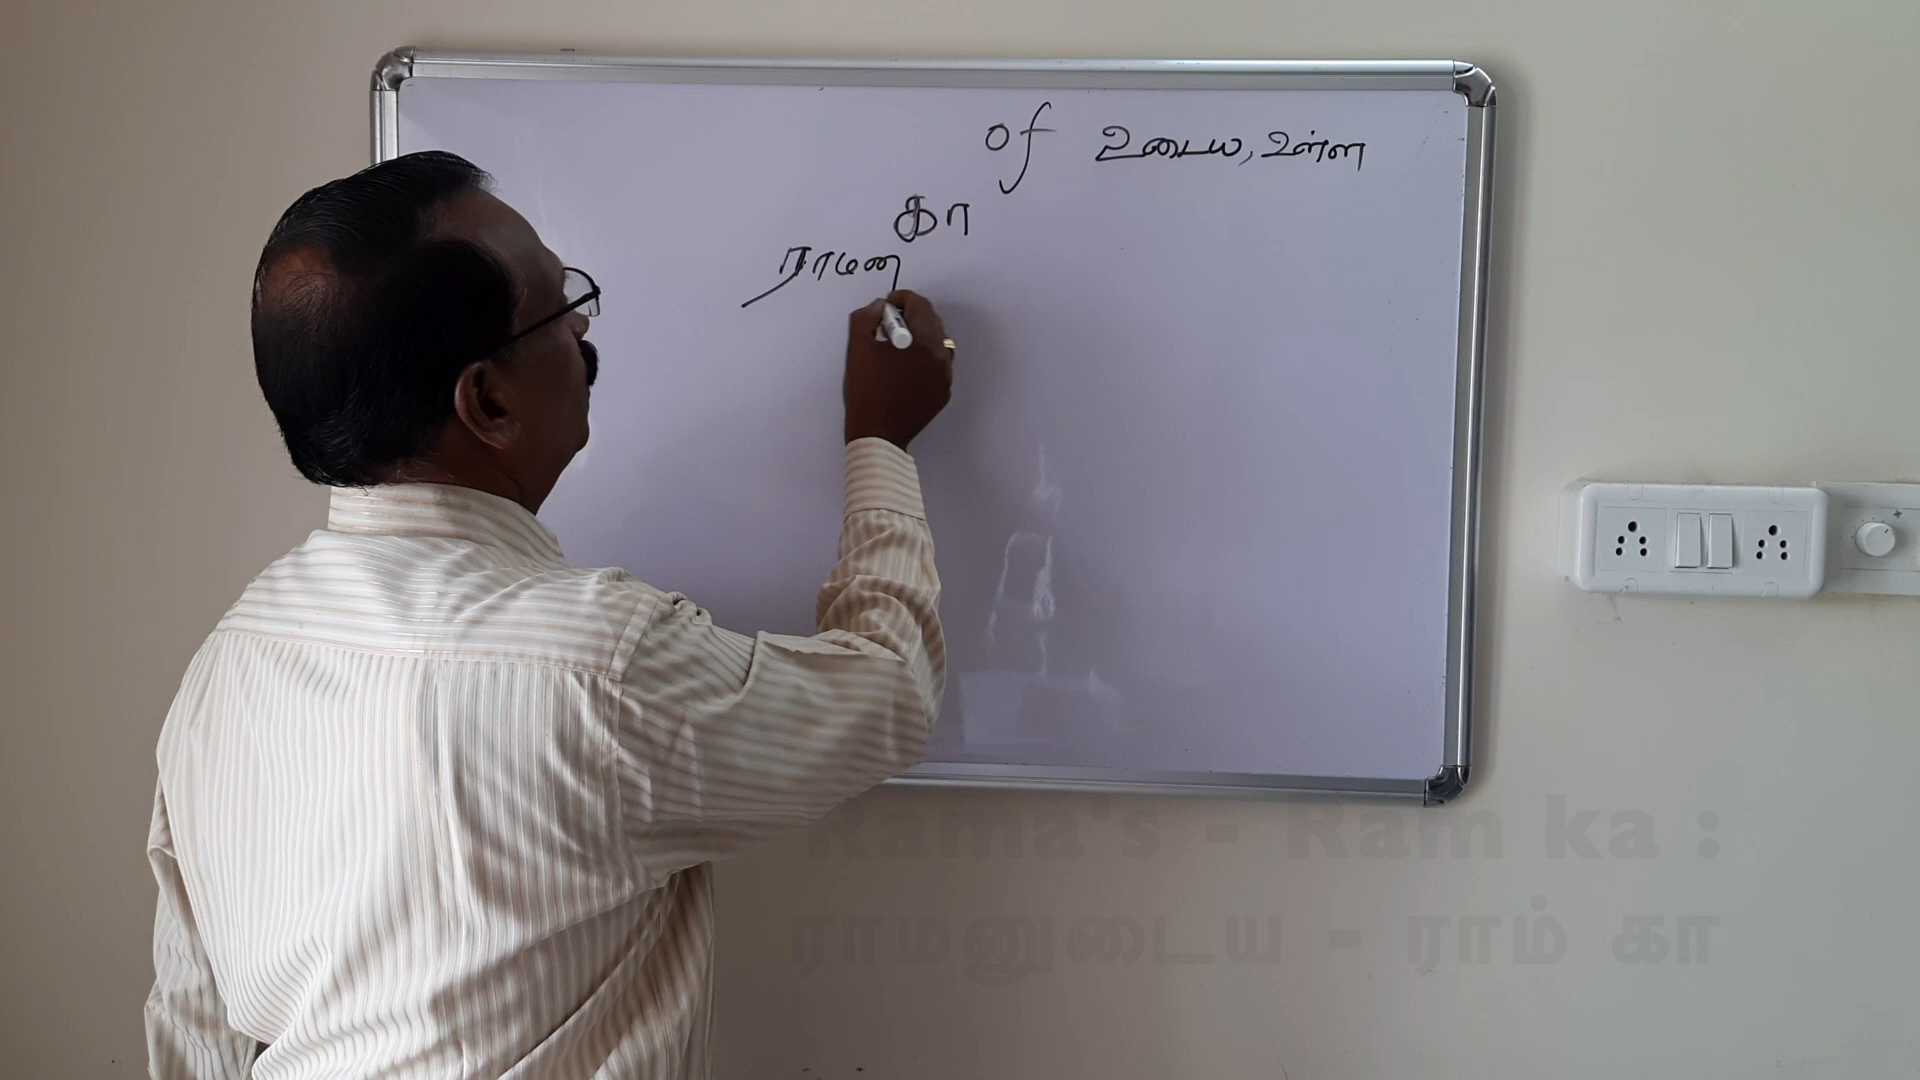 of உடைய, உள்ள
கா
ராமனு
Rama's - Ram ka :
ராமனுடைய - ராம் கா